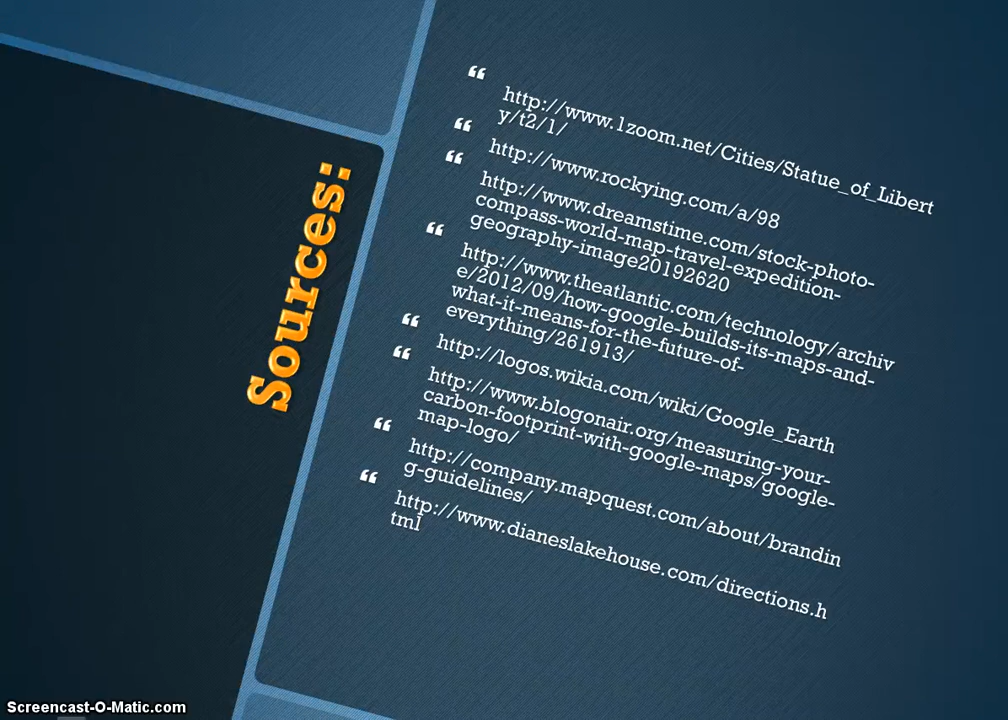 Sources:
http://www.1zoom.net/Cities/Statue_of_Libert
y/t2/1/
http://www.rockying.com/a/98
http://www.dreamstime.com/stock-photo-
compass-world-map-travel-expedition-
geography-image20192620
http://www.theatlantic.com/technology/archiv
e/2012/09/how-google-builds-its-maps-and-
what-it-means-for-the-future-of-
everything/261913/
http://logos.wikia.com/wiki/Google_Earth
http://www.blogonair.org/measuring-your-
carbon-footprint-with-google-maps/google-
map-logo/
http://company.mapquest.com/about/brandin
g-guidelines/
http://www.dianeslakehouse.com/directions.h
tml
Screencast-O-Matic.com